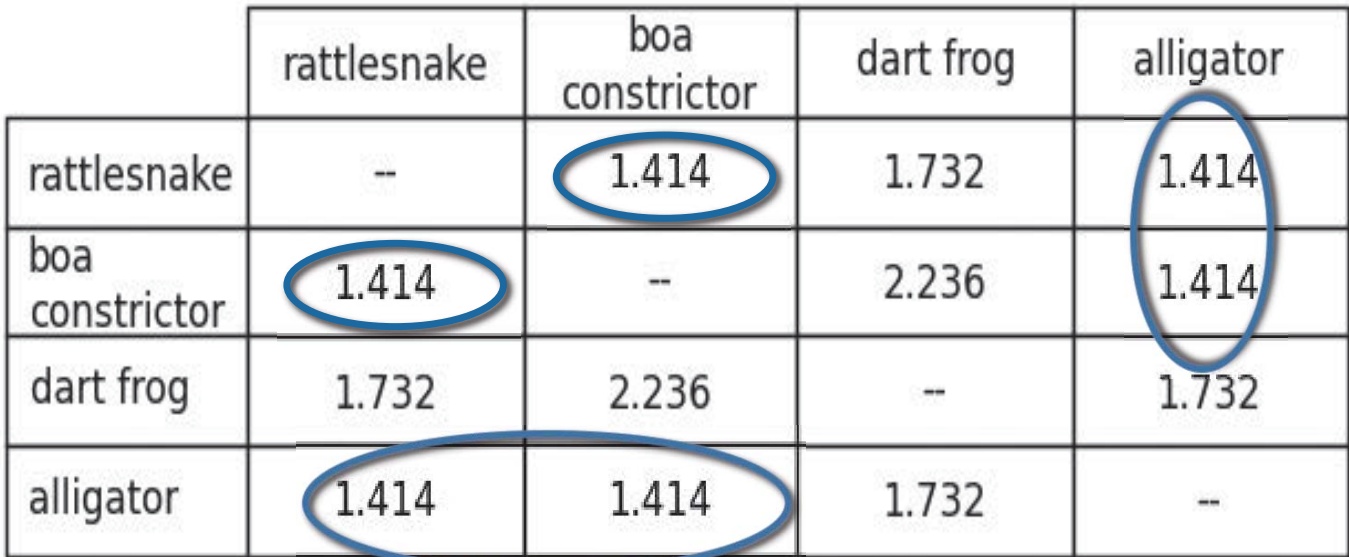 rattlesnake boa constrictor dart frog alligator
rattlesnake -- 1.414 1.732 1.414
boa constrictor 1.414 -- 2.236 1.414
dart frog 1.732 2.236 -- 1.732
alligator 1.414 1.414 1.732 --